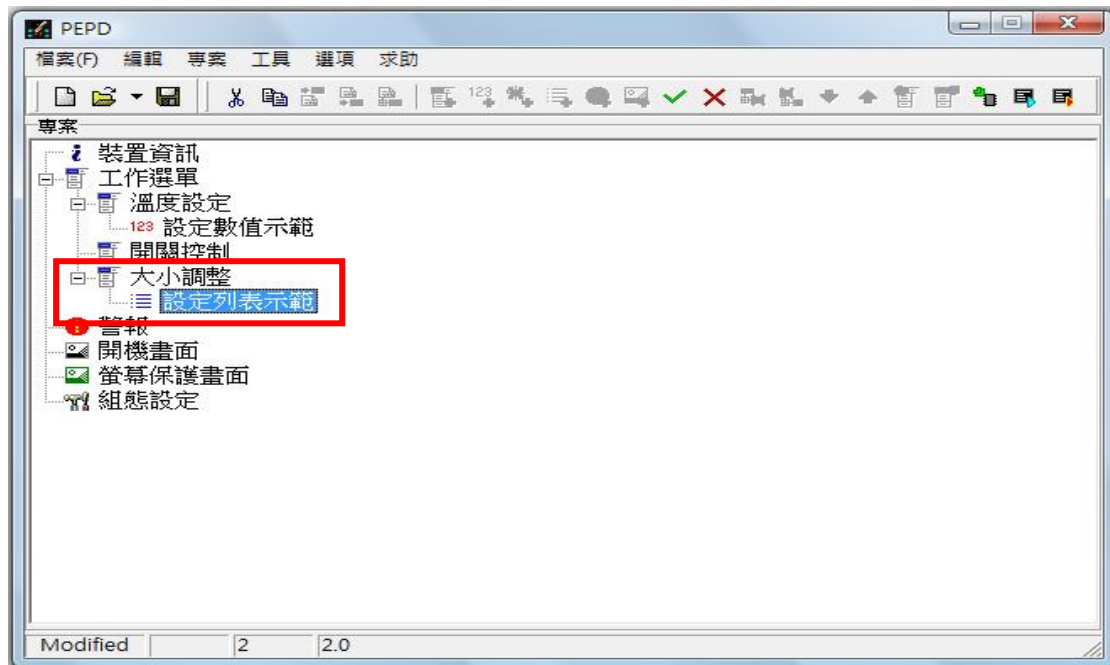 PEPD
檔案(F) 編輯 專案 工具 選項 求助
123
專案
裝置資訊
工作選單
溫度設定
123 設定數值示範
開關控制
大小調整
設定列表示範
警報
開機畫面
螢幕保護畫面
組態設定
Modified 2 2.0